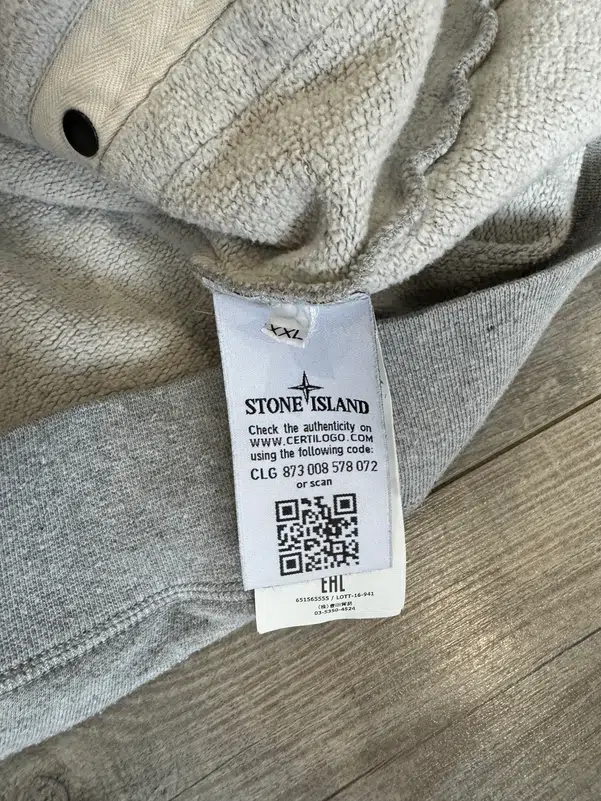 XXL
STONE ISLAND
Check the authenticity on
WWW.CERTILOGO.COM
using the following code:
CLG 873 008 578 072
or scan
EAC
651565555 / LOTT-16-941
03-5350-4524